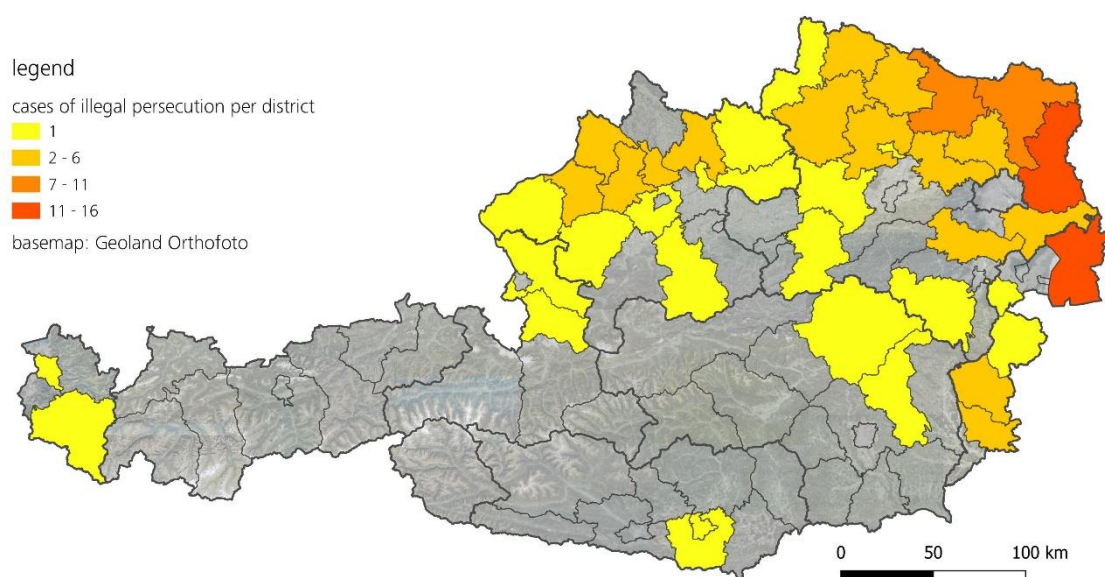 legend
cases of illegal persecution per district
1
2 - 6
7 - 11
11 - 16
basemap: Geoland Orthofoto
0 50 100 km